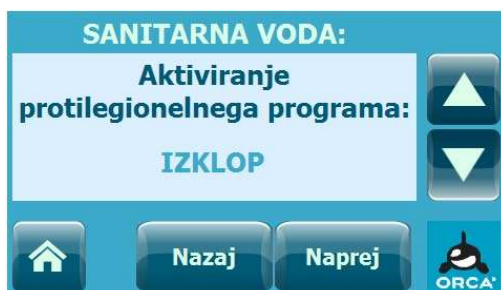 SANITARNA VODA:
Aktiviranje
protilegionelnega programa:
IZKLOP
Nazaj
Naprej
ORCA